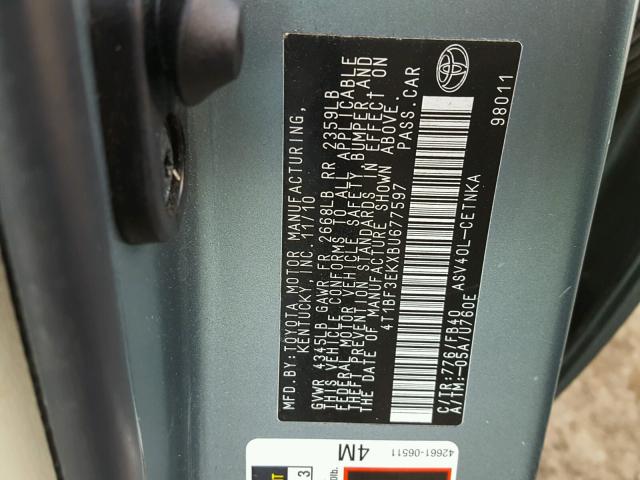 MFD.BY:TOYOTA MOTOR MANUFACTURING,
KENTUCKY, INC. 11/10
GVWR 4345LB GAWR FR 2668LB RR 2359LB
THIS VEHICLE CONFORMS TO ALL APPLICABLE
FEDERAL MOTOR VEHICLE SAFETY, BUMPER, AND
THEFT PREVENTION STANDARDS IN EFFECT ON
THE DATE OF MANUFACTURE SHOWN ABOVE.
4T1BF3EKXBU677597 PASS.CAR
C/TR:776/FB40 ASV40L-CETNKA
A/TM:-05A/U760E
98011
42661-06511
4M
3